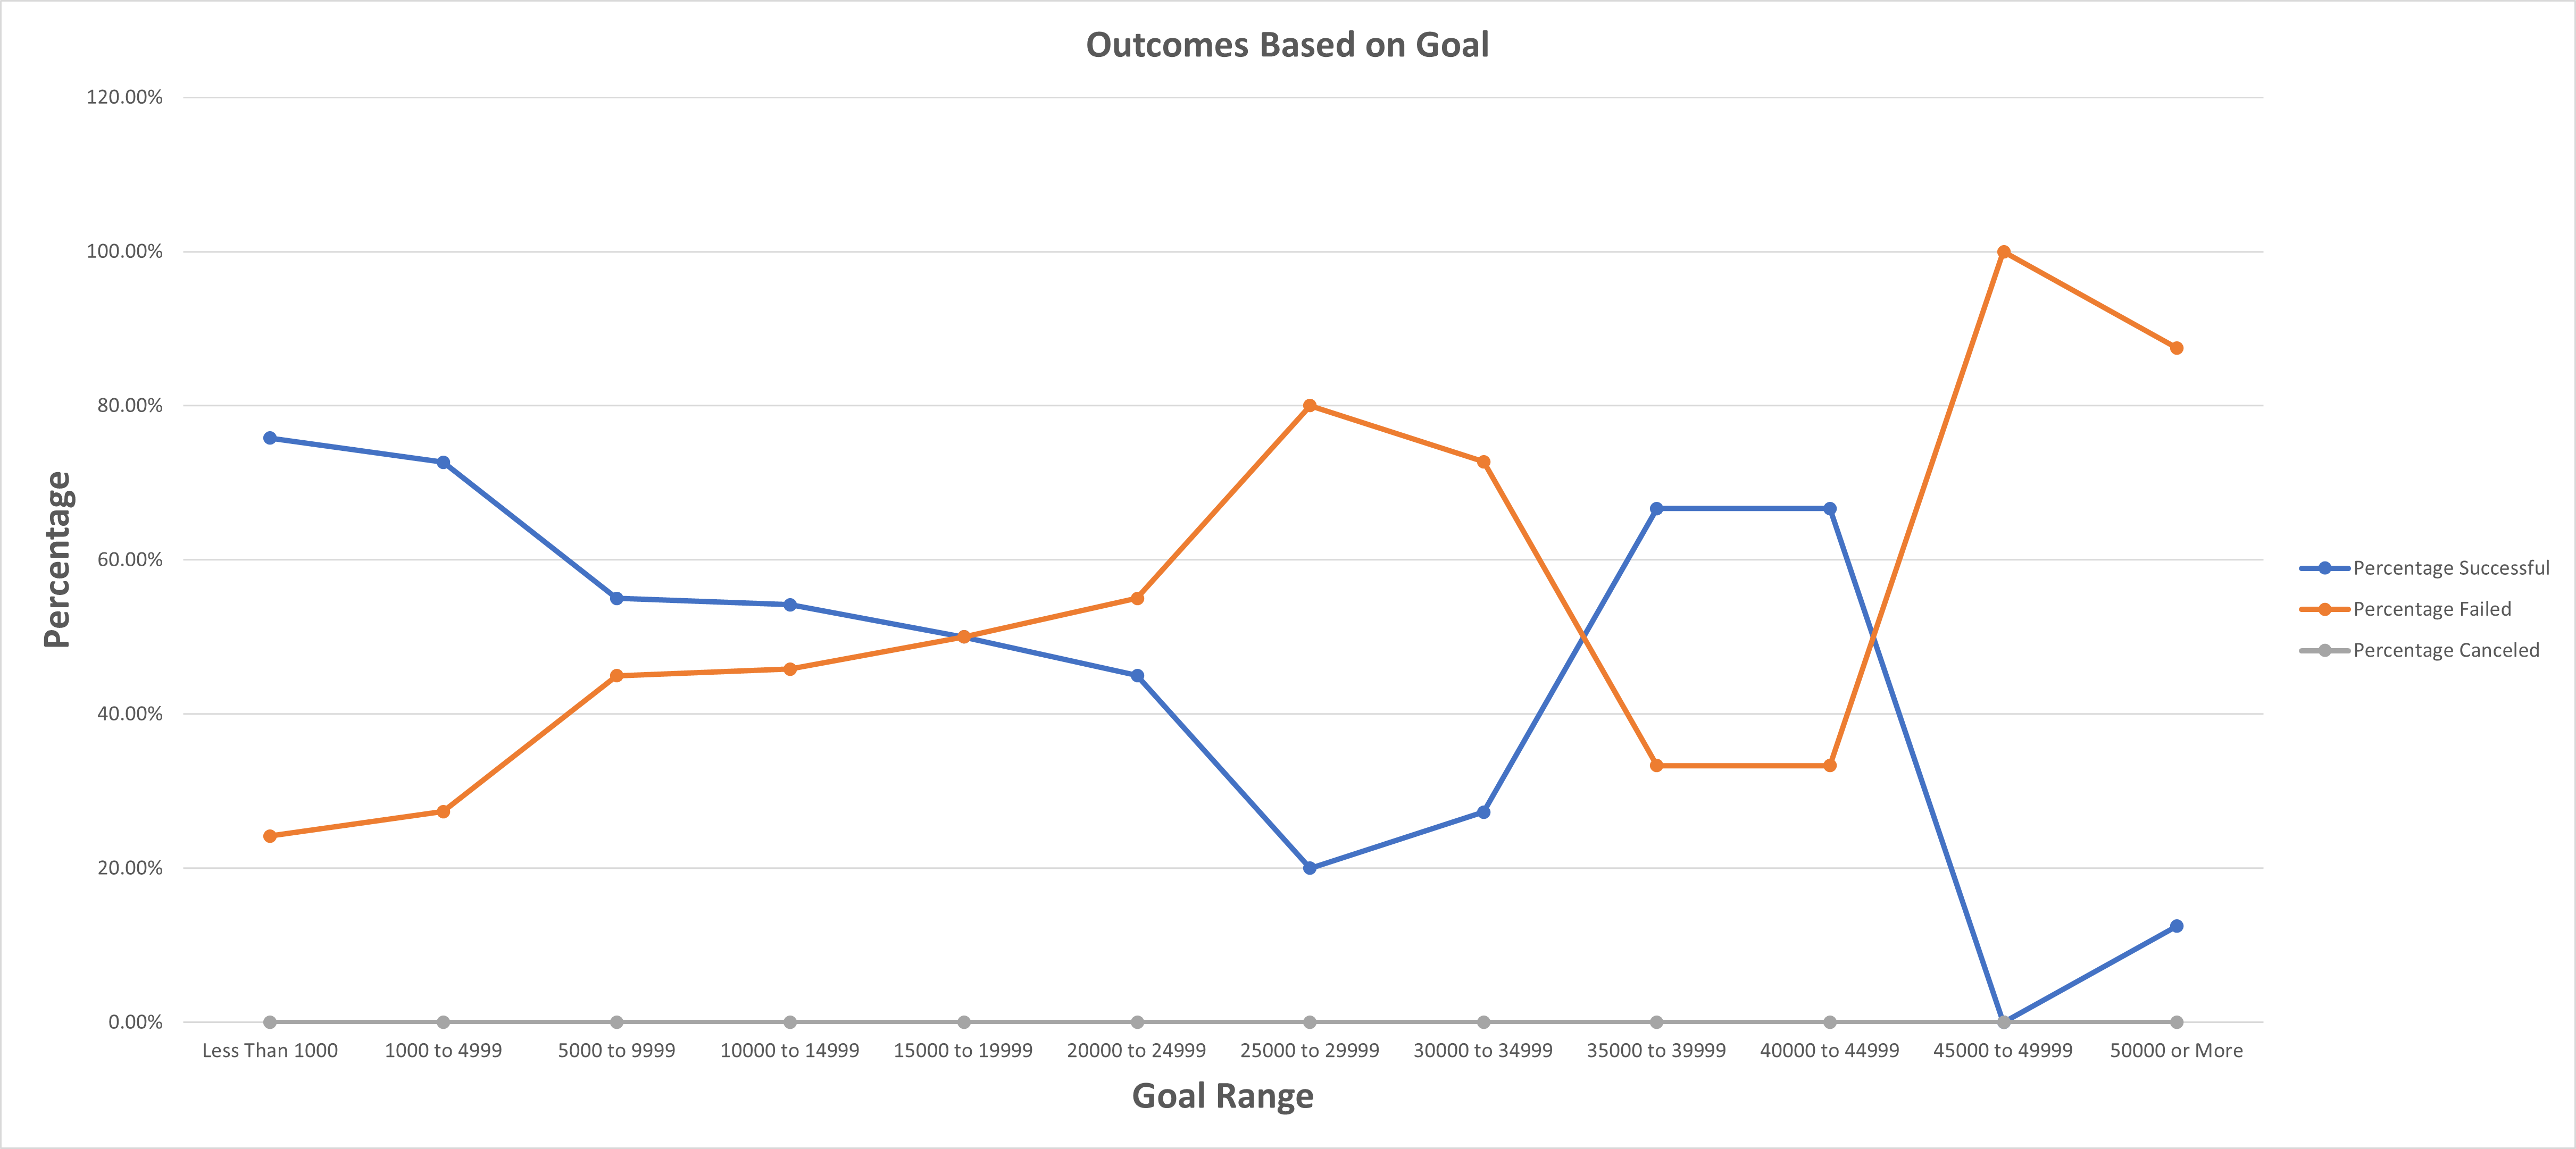 Outcomes Based on Goal
120.00%
100.00%
80.00%
60.00%
40.00%
20.00%
0.00%
Percentage
Less Than 1000 1000 to 4999 5000 to 9999 10000 to 14999 15000 to 19999 20000 to 24999 25000 to 29999 30000 to 34999 35000 to 39999 40000 to 44999 45000 to 49999 50000 or More
Goal Range
Percentage Successful
Percentage Failed
Percentage Canceled